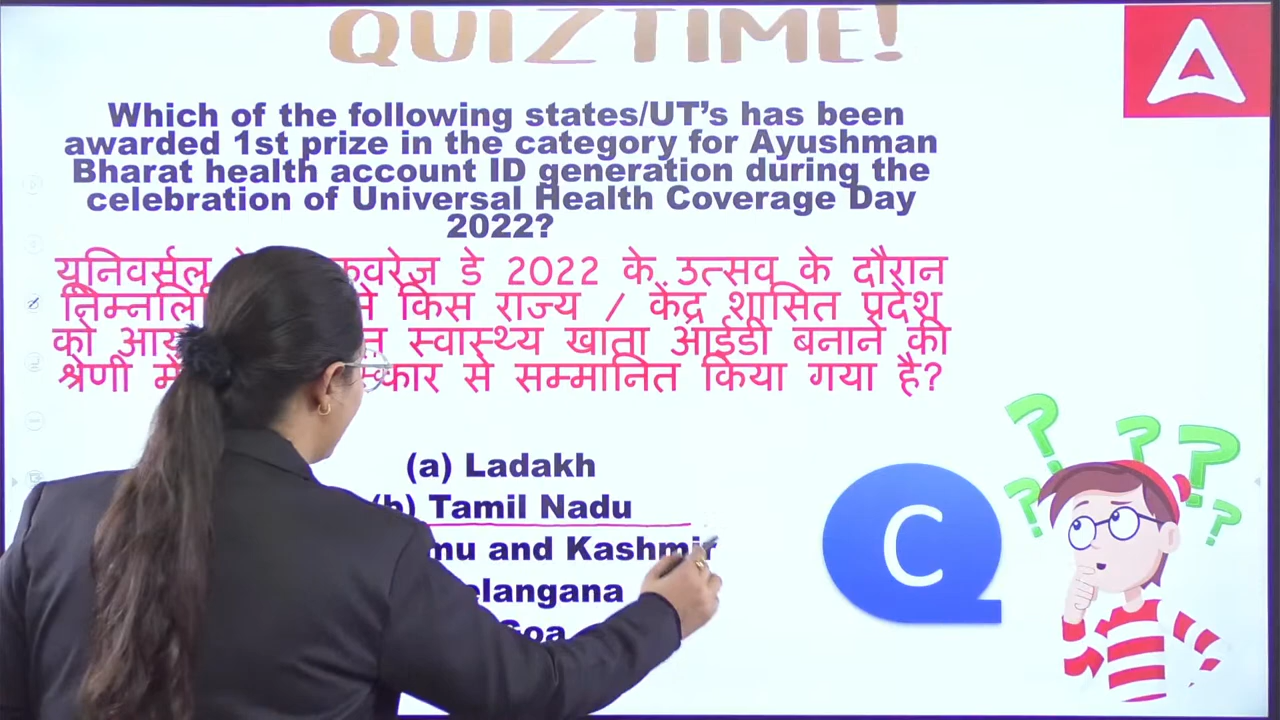 QUIZTIME!
Which of the following states/UT's has been
awarded 1st prize in the category for Ayushman
Bharat health account ID generation during the
celebration of Universal Health Coverage Day
2022?
यूनिवर्सल कवरेज डे 2022 के उत्सव के दौरान
से किस राज्य / केंद्र शासित प्रदेश
को स्वास्थ्य खाता आईडी बनाने की
श्रेणी में से सम्मानित किया गया है?
(a) Ladakh
(b) Tamil Nadu
and Kashmir
Goa
C